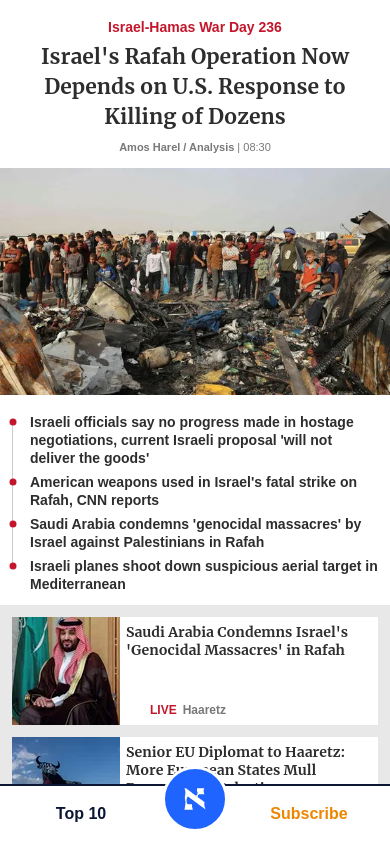 Israel-Hamas War Day 236
Israel's Rafah Operation Now
Depends on U.S. Response to
Killing of Dozens
Amos Harel / Analysis | 08:30
Israeli officials say no progress made in hostage
negotiations, current Israeli proposal 'will not
deliver the goods'
American weapons used in Israel's fatal strike on
Rafah, CNN reports
Saudi Arabia condemns 'genocidal massacres' by
Israel against Palestinians in Rafah
Israeli planes shoot down suspicious aerial target in
Mediterranean
Saudi Arabia Condemns Israel's
'Genocidal Massacres' in Rafah
LIVE Haaretz
Senior EU Diplomat to Haaretz:
More European States Mull
Top 10
Subscribe